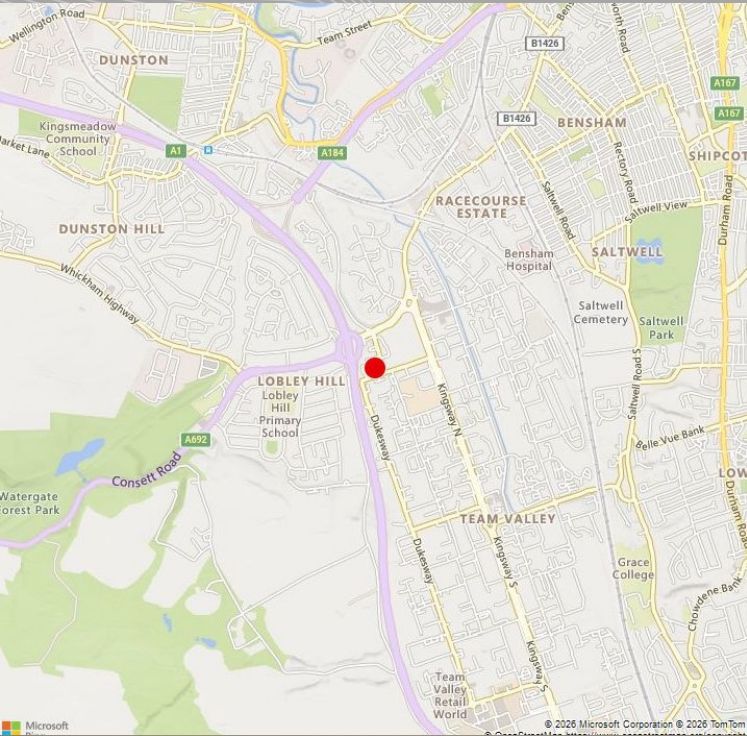 Wellington Road
Team Street
B1426
DUNSTON
A167
Kingsmeadow
Community
School
B1426
A167
BENSHAM
A1
A184
Rectory Road
SHIPCOT
RACECOURSE
ESTATE
Saltwell Road
Saltwell View
Durham Road
DUNSTON HILL
Bensham
Hospital
SALTWELL
Whickham Highway
Saltwell
Cemetery
Saltwell
Park
LOBLEY HILL
Lobley
Hill
Primary
School
Kingsway N
Saltwell Road S
Dukesway
A692
Belle Vue Bank
Consett Road
LOW
Watergate
Forest Park
TEAM VALLEY
Durham Road
Dukesway
Kingsway S
Grace
College
Chowdene Bank
Kingsway S
Team
Valley
Retail
World
Microsoft
© 2026 Microsoft Corporation © 2026 TomTom